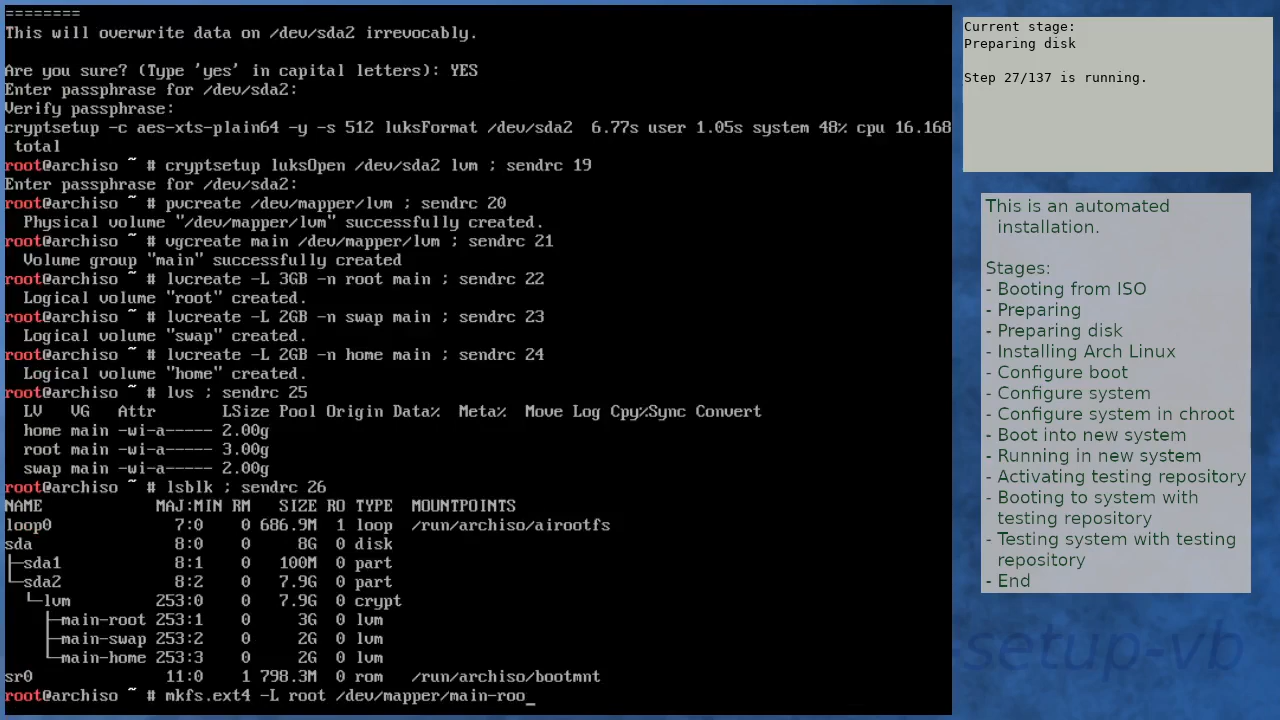 ========
This will overwrite data on /dev/sda2 irrevocably.
Are you sure? (Type 'yes' in capital letters): YES
Enter passphrase for /dev/sda2:
Verify passphrase:
cryptsetup -c aes-xts-plain64 -y -s 512 luksFormat /dev/sda2  6.77s user 1.05s system 48% cpu 16.168
 total
root@archiso ~ # cryptsetup luksOpen /dev/sda2 lvm ; sendrc 19
Enter passphrase for /dev/sda2:
root@archiso ~ # pvcreate /dev/mapper/lvm ; sendrc 20
  Physical volume "/dev/mapper/lvm" successfully created.
root@archiso ~ # vgcreate main /dev/mapper/lvm ; sendrc 21
  Volume group "main" successfully created
root@archiso ~ # lvcreate -L 3GB -n root main ; sendrc 22
  Logical volume "root" created.
root@archiso ~ # lvcreate -L 2GB -n swap main ; sendrc 23
  Logical volume "swap" created.
root@archiso ~ # lvcreate -L 2GB -n home main ; sendrc 24
  Logical volume "home" created.
root@archiso ~ # lvs ; sendrc 25
  LV   VG   Attr       LSize Pool Origin Data%  Meta%  Move Log Cpy%Sync Convert
  home main -wi-a----- 2.00g
  root main -wi-a----- 3.00g
  swap main -wi-a----- 2.00g
root@archiso ~ # lsblk ; sendrc 26
NAME            MAJ:MIN RM   SIZE RO TYPE  MOUNTPOINTS
loop0             7:0    0 686.9M  1 loop  /run/archiso/airootfs
sda               8:0    0     8G  0 disk
├─sda1            8:1    0   100M  0 part
└─sda2            8:2    0   7.9G  0 part
  └─lvm         253:0    0   7.9G  0 crypt
    ├─main-root 253:1    0     3G  0 lvm
    ├─main-swap 253:2    0     2G  0 lvm
    └─main-home 253:3    0     2G  0 lvm
sr0              11:0    1 798.3M  0 rom   /run/archiso/bootmnt
root@archiso ~ # mkfs.ext4 -L root /dev/mapper/main-roo_
Current stage:
Preparing disk
Step 27/137 is running.
This is an automated
installation.
Stages:
- Booting from ISO
- Preparing
- Preparing disk
- Installing Arch Linux
- Configure boot
- Configure system
- Configure system in chroot
- Boot into new system
- Running in new system
- Activating testing repository
- Booting to system with
testing repository
- Testing system with testing
repository
- End
setup-vb